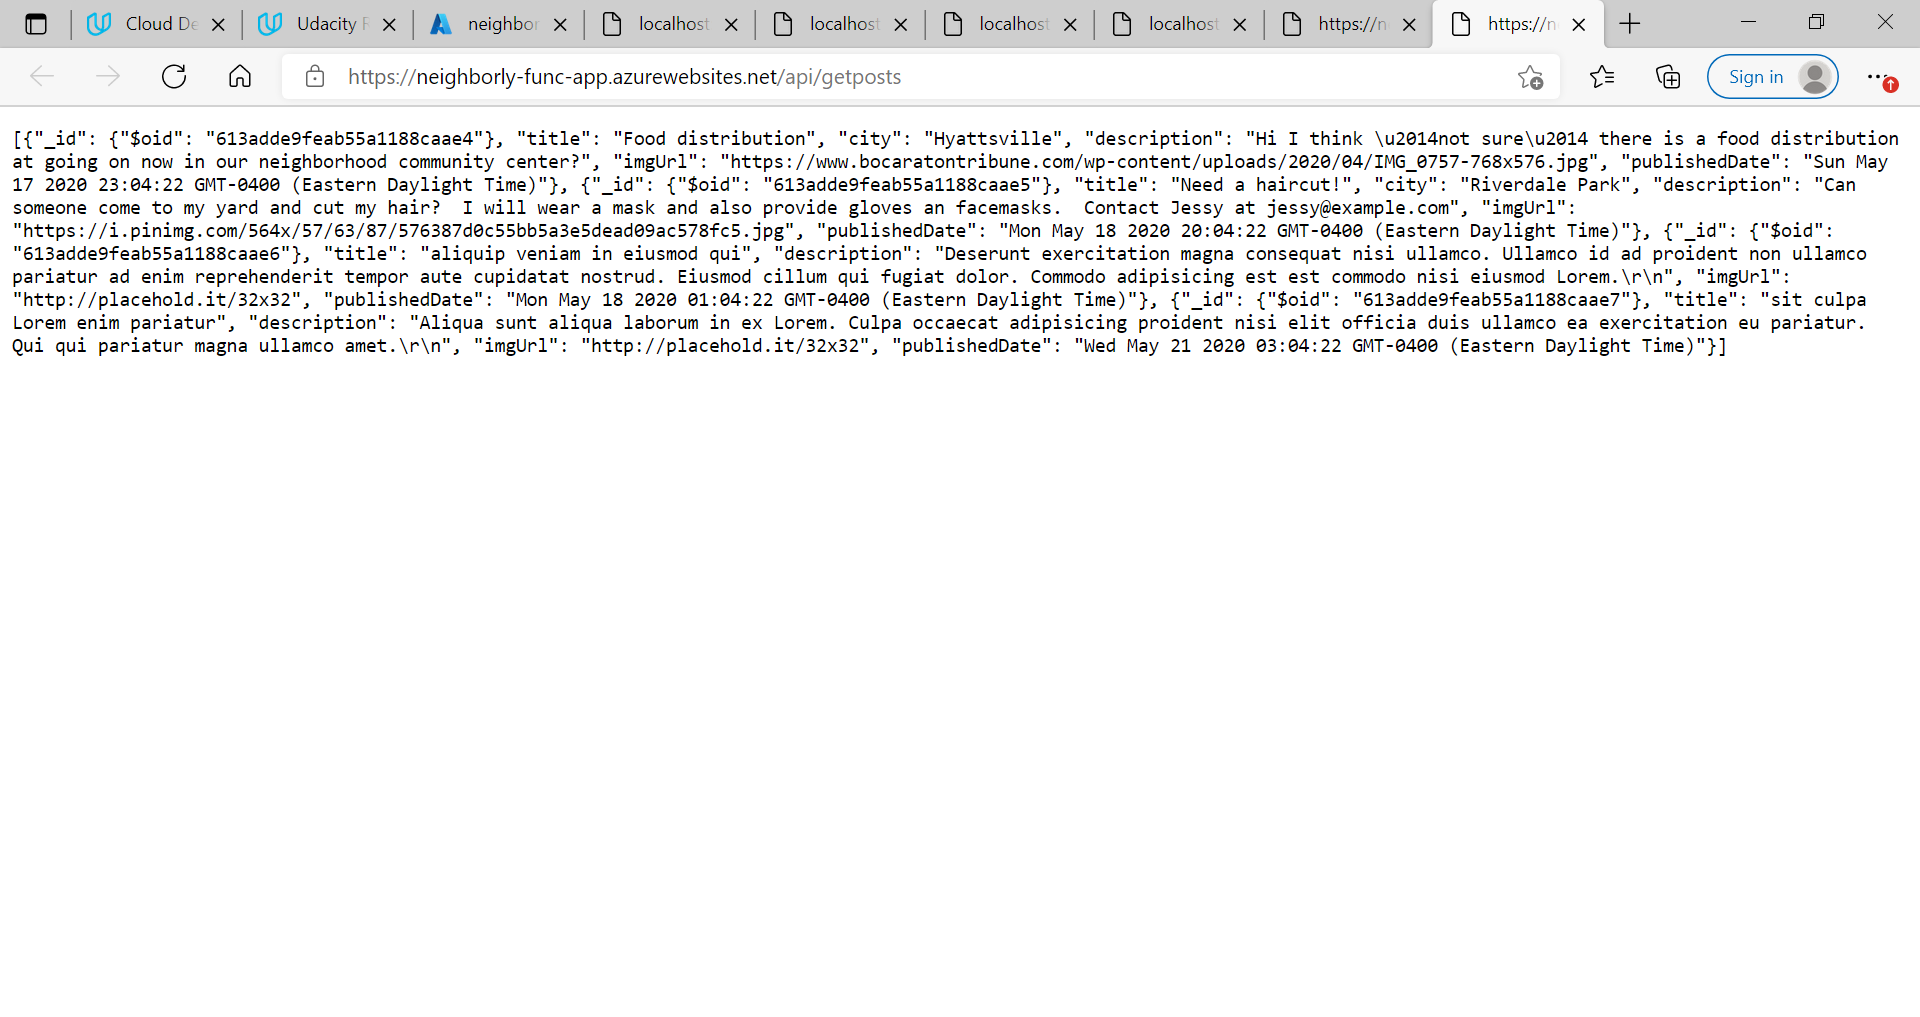 Cloud De
Udacity R
neighbor
localhost
localhost
localhost
localhost
https://n
https://n
https://neighborly-func-app.azurewebsites.net/api/getposts
Sign in
[{"_id": {"$oid": "613adde9feab55a1188caae4"}, "title": "Food distribution", "city": "Hyattsville", "description": "Hi I think \u2014not sure\u2014 there is a food distribution
at going on now in our neighborhood community center?", "imgUrl": "https://www.bocaratontribune.com/wp-content/uploads/2020/04/IMG_0757-768x576.jpg", "publishedDate": "Sun May
17 2020 23:04:22 GMT-0400 (Eastern Daylight Time)"}, {"_id": {"$oid": "613adde9feab55a1188caae5"}, "title": "Need a haircut!", "city": "Riverdale Park", "description": "Can
someone come to my yard and cut my hair?  I will wear a mask and also provide gloves an facemasks.  Contact Jessy at jessy@example.com", "imgUrl":
"https://i.pinimg.com/564x/57/63/87/576387d0c55bb5a3e5dead09ac578fc5.jpg", "publishedDate": "Mon May 18 2020 20:04:22 GMT-0400 (Eastern Daylight Time)"}, {"_id": {"$oid":
"613adde9feab55a1188caae6"}, "title": "aliquip veniam in eiusmod qui", "description": "Deserunt exercitation magna consequat nisi ullamco. Ullamco id ad proident non ullamco
pariatur ad enim reprehenderit tempor aute cupidatat nostrud. Eiusmod cillum qui fugiat dolor. Commodo adipisicing est est commodo nisi eiusmod Lorem.\r\n", "imgUrl":
"http://placehold.it/32x32", "publishedDate": "Mon May 18 2020 01:04:22 GMT-0400 (Eastern Daylight Time)"}, {"_id": {"$oid": "613adde9feab55a1188caae7"}, "title": "sit culpa
Lorem enim pariatur", "description": "Aliqua sunt aliqua laborum in ex Lorem. Culpa occaecat adipisicing proident nisi elit officia duis ullamco ea exercitation eu pariatur.
Qui qui pariatur magna ullamco amet.\r\n", "imgUrl": "http://placehold.it/32x32", "publishedDate": "Wed May 21 2020 03:04:22 GMT-0400 (Eastern Daylight Time)"}]